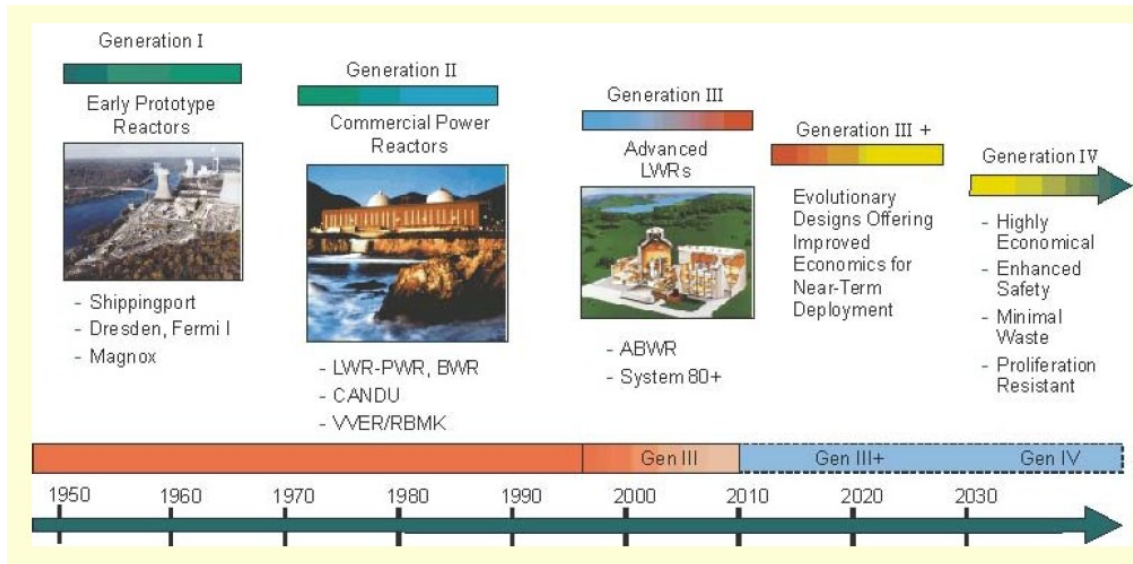 Generation I
Early Prototype
Reactors
- Shippingport
- Dresden, Fermi I
- Magnox
Generation II
Commercial Power
Reactors
- LWR-PWR, BWR
- CANDU
- VVER/RBMK
Generation III
Advanced
LWRs
- ABWR
- System 80+
Generation III +
Evolutionary
Designs Offering
Improved
Economics for
Near-Term
Deployment
Generation IV
- Highly
Economical
- Enhanced
Safety
- Minimal
Waste
- Proliferation
Resistant
Gen III
Gen III+
Gen IV
1950
1960
1970
1980
1990
2000
2010
2020
2030